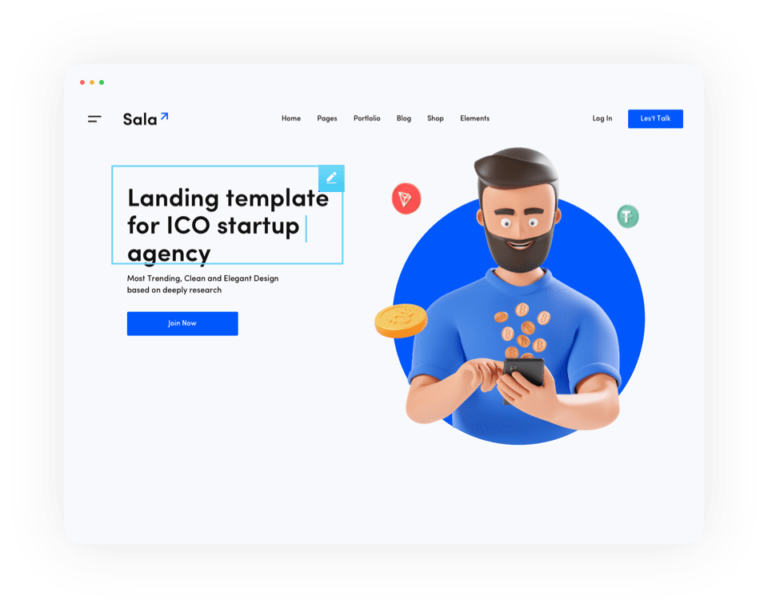 Sala
Home Pages Portfolio Blog Shop Elements
Log In
Les't Talk
Landing template
for ICO startup
agency
Most Trending, Clean and Elegant Design
based on deeply research
Join Now